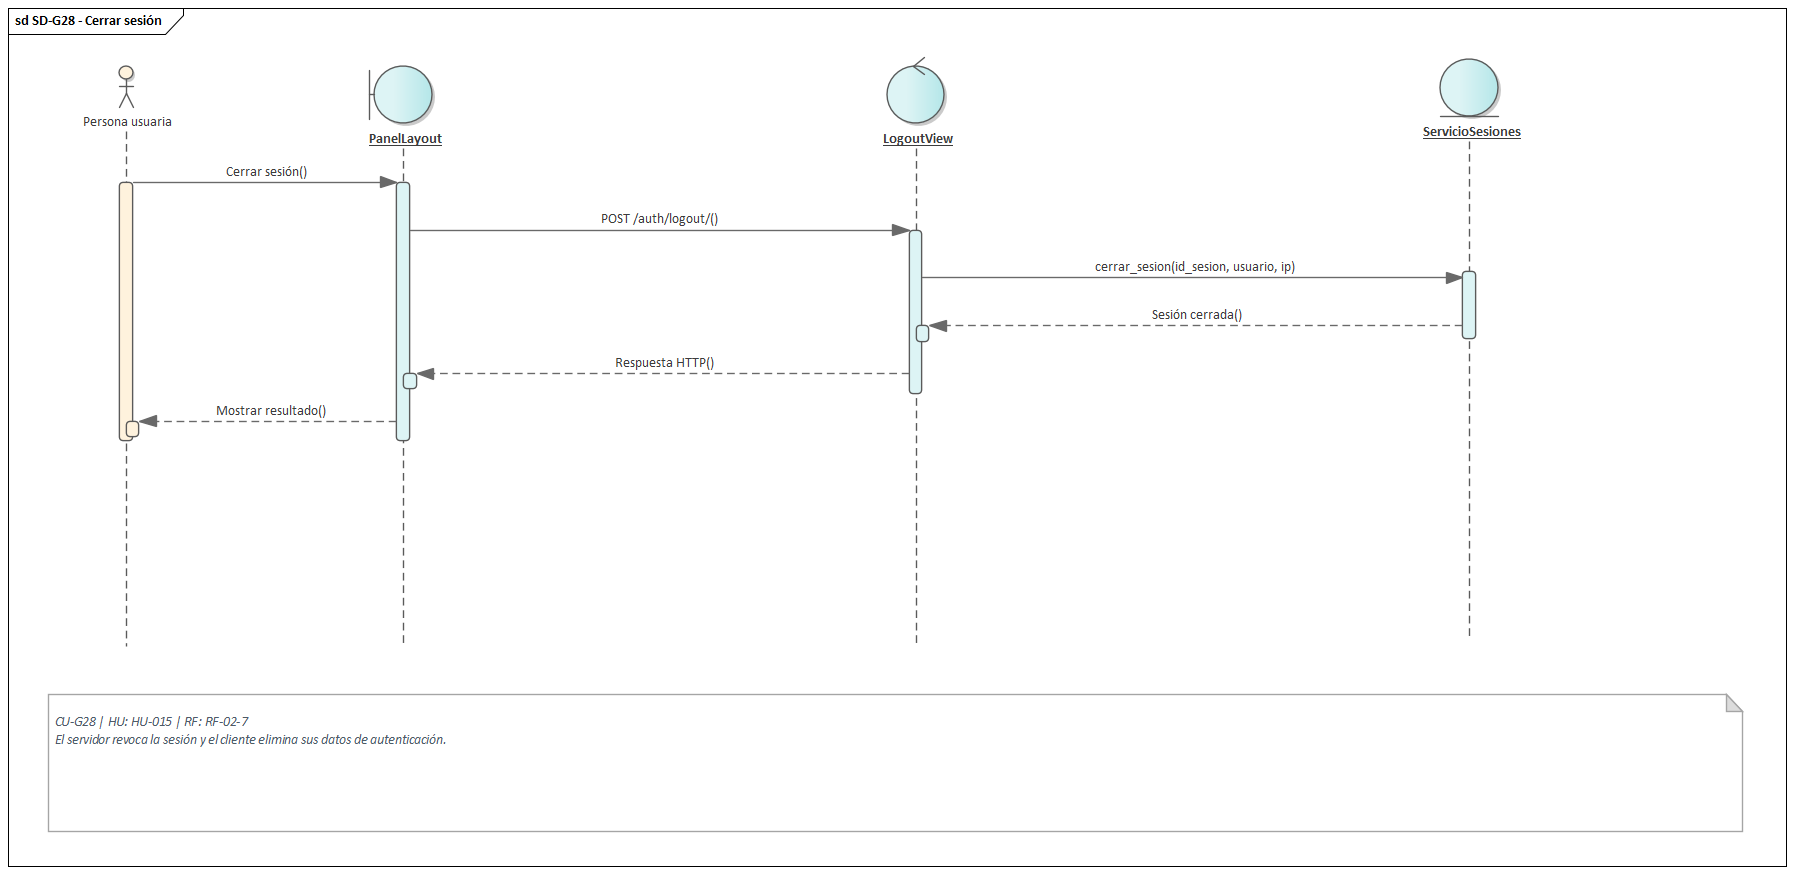 sd SD-G28 - Cerrar sesión
Persona usuaria
PanelLayout
LogoutView
ServicioSesiones
Cerrar sesión()
POST /auth/logout/()
cerrar_sesion(id_sesion, usuario, ip)
Sesión cerrada()
Respuesta HTTP()
Mostrar resultado()
CU-G28 | HU: HU-015 | RF: RF-02-7
El servidor revoca la sesión y el cliente elimina sus datos de autenticación.